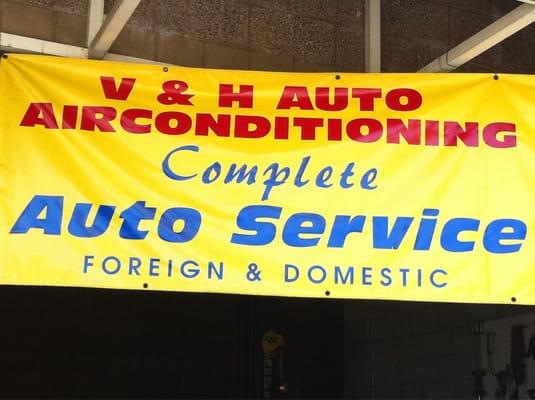 V & H AUTO
AIRCONDITIONING
Complete
Auto Service
FOREIGN & DOMESTIC